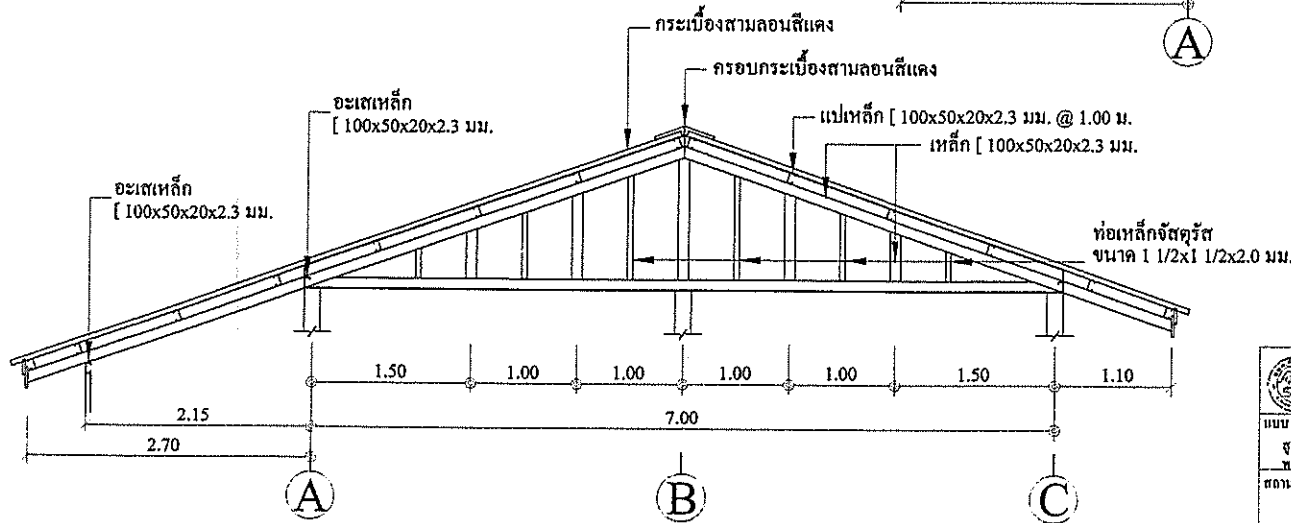 กระเบื้องสามลอนสีแดง
A
ครอบกระเบื้องสามลอนสีแดง
อะเสเหล็ก
[ 100x50x20x2.3 มม.
แปเหล็ก [ 100x50x20x2.3 มม. @ 1.00 ม.
เหล็ก [ 100x50x20x2.3 มม.
อะเสเหล็ก
[ 100x50x20x2.3 มม.
ท่อเหล็กจัสตุรัส
ขนาด 1 1/2x1 1/2x2.0 มม.
1.50 1.00 1.00 1.00 1.00 1.50 1.10
2.15 7.00
2.70
แบบ
A B C